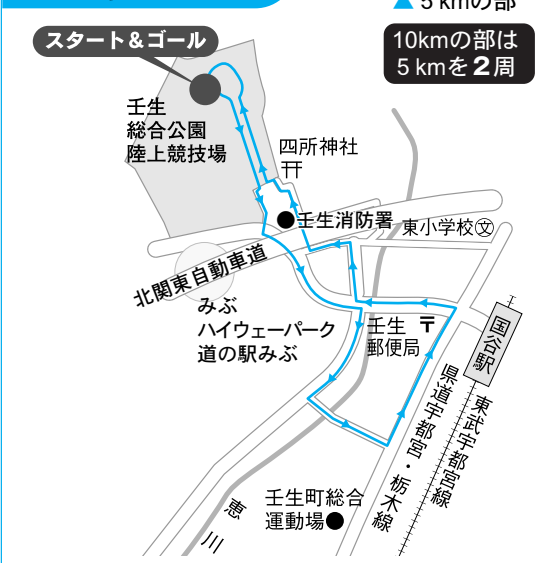 ▲5kmの部
スタート&ゴール
10kmの部は
5kmを2周
壬生
総合公園
陸上競技場
四所神社
壬生消防署
東小学校文
北関東自動車道
みぶ
ハイウェーパーク
道の駅みぶ
壬生〒
郵便局
国谷駅
県道宇都宮・栃木線
東武宇都宮線
壬生町総合
運動場
恵川